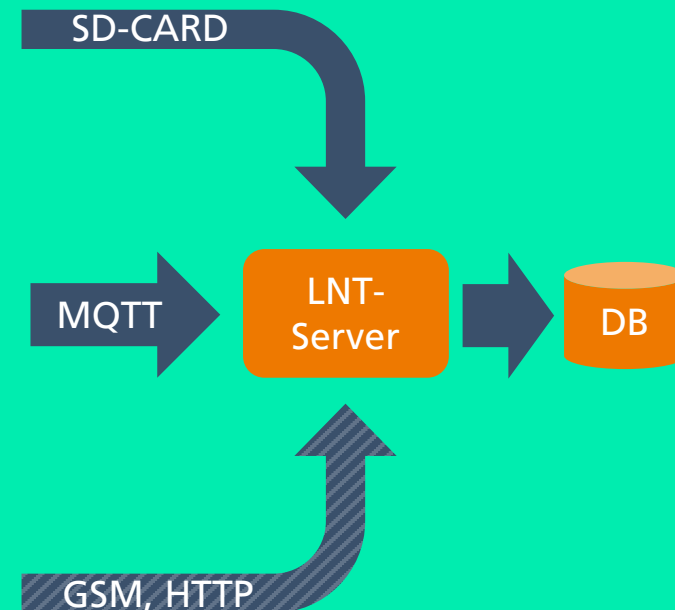 SD-CARD
MQTT
LNT-
Server
DB
GSM, HTTP